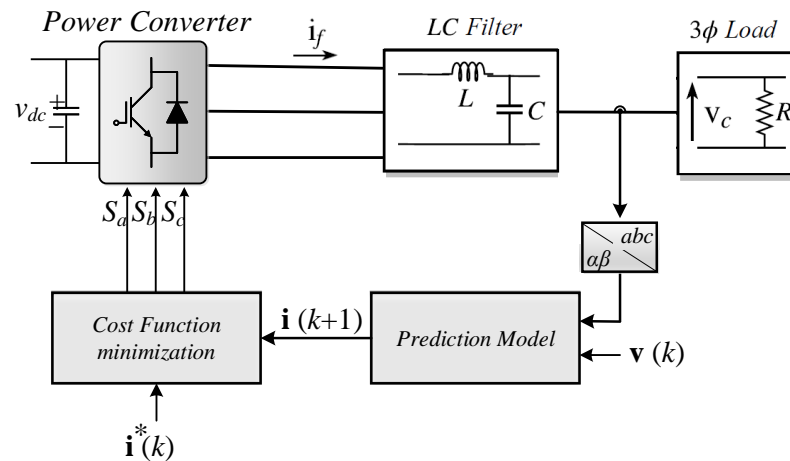 Power Converter
LC Filter
3ϕ Load
i_f
v_dc
+
−
L
C
v_c
R
S_a S_b S_c
abc
αβ
Cost Function
minimization
i (k+1)
Prediction Model
v (k)
i*(k)